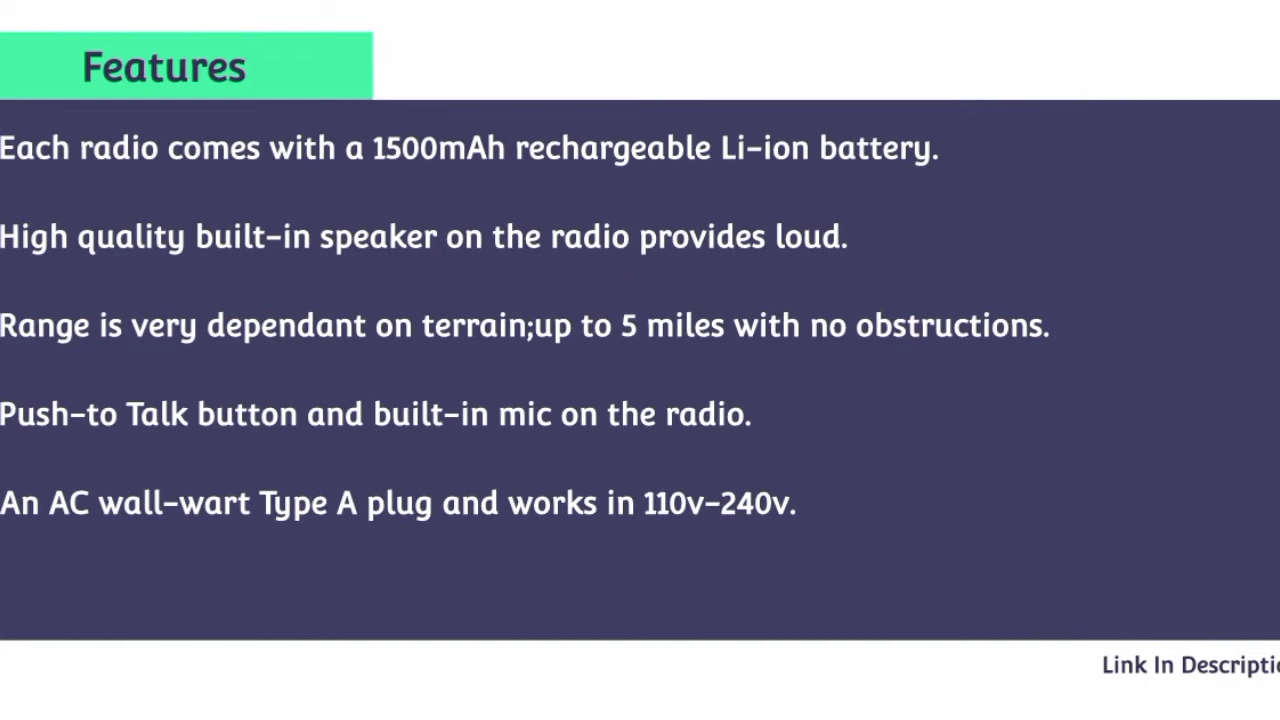 Features
Each radio comes with a 1500mAh rechargeable Li-ion battery.
High quality built-in speaker on the radio provides loud.
Range is very dependant on terrain;up to 5 miles with no obstructions.
Push-to Talk button and built-in mic on the radio.
An AC wall-wart Type A plug and works in 110v-240v.
Link In Descriptio